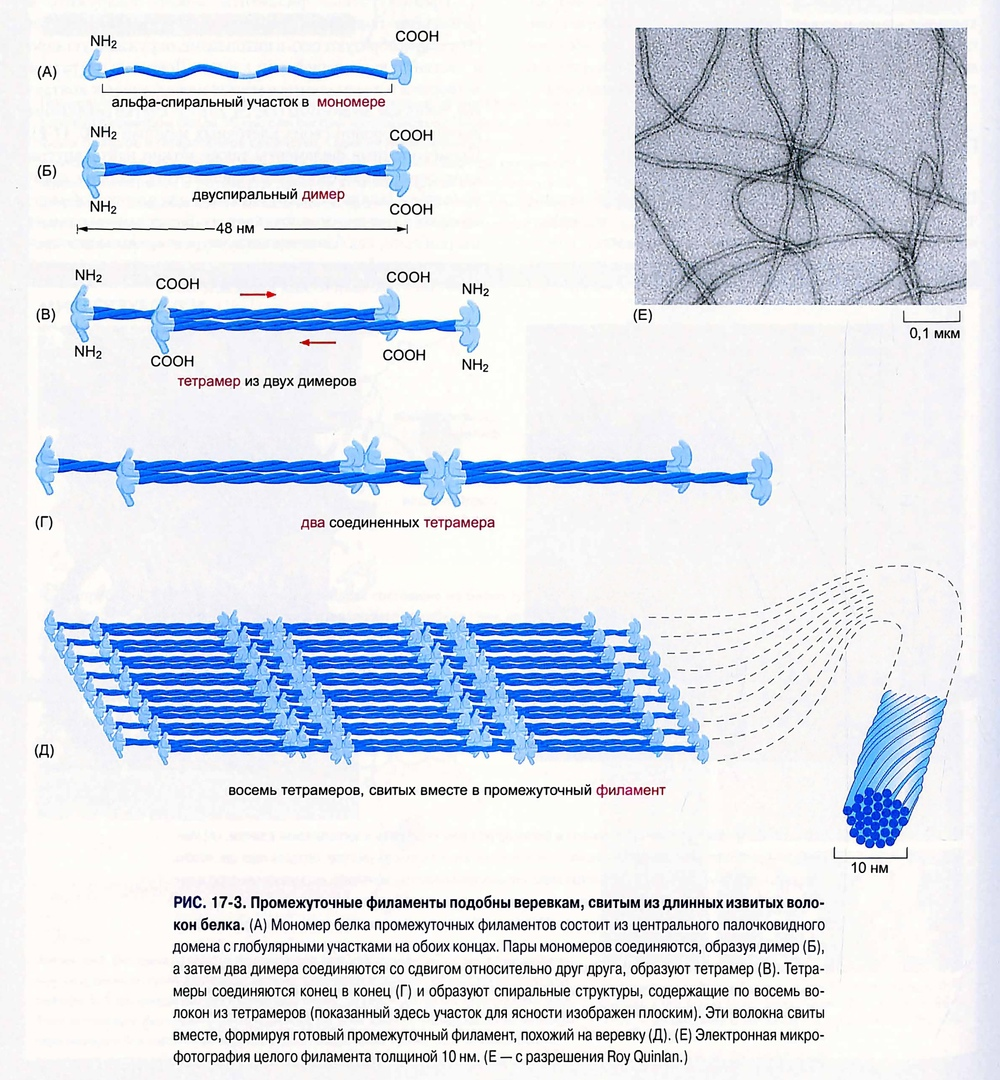 NH₂
COOH
(А)
альфа-спиральный участок в мономере
NH₂
COOH
(Б)
двуспиральный димер
NH₂
COOH
48 нм
NH₂
COOH
COOH
NH₂
(В)
NH₂
COOH
COOH
NH₂
тетрамер из двух димеров
(Е)
0,1 мкм
(Г)
два соединенных тетрамера
(Д)
восемь тетрамеров, свитых вместе в промежуточный филамент
10 нм
РИС. 17-3. Промежуточные филаменты подобны веревкам, свитым из длинных извитых воло-
кон белка. (А) Мономер белка промежуточных филаментов состоит из центрального палочковидного
домена с глобулярными участками на обоих концах. Пары мономеров соединяются, образуя димер (Б),
а затем два димера соединяются со сдвигом относительно друг друга, образуют тетрамер (В). Тетра-
меры соединяются конец в конец (Г) и образуют спиральные структуры, содержащие по восемь во-
локон из тетрамеров (показанный здесь участок для ясности изображен плоским). Эти волокна свиты
вместе, формируя готовый промежуточный филамент, похожий на веревку (Д). (Е) Электронная микро-
фотография целого филамента толщиной 10 нм. (Е — с разрешения Roy Quinlan.)